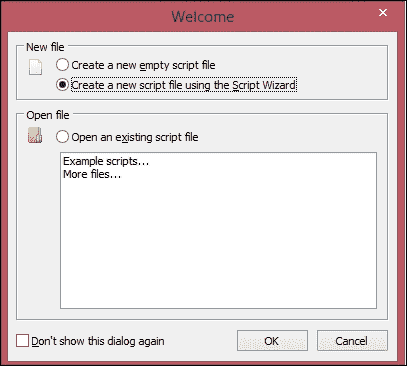 Welcome
New file
Create a new empty script file
Create a new script file using the Script Wizard
Open file
Open an existing script file
Example scripts...
More files...
Don't show this dialog again
OK
Cancel